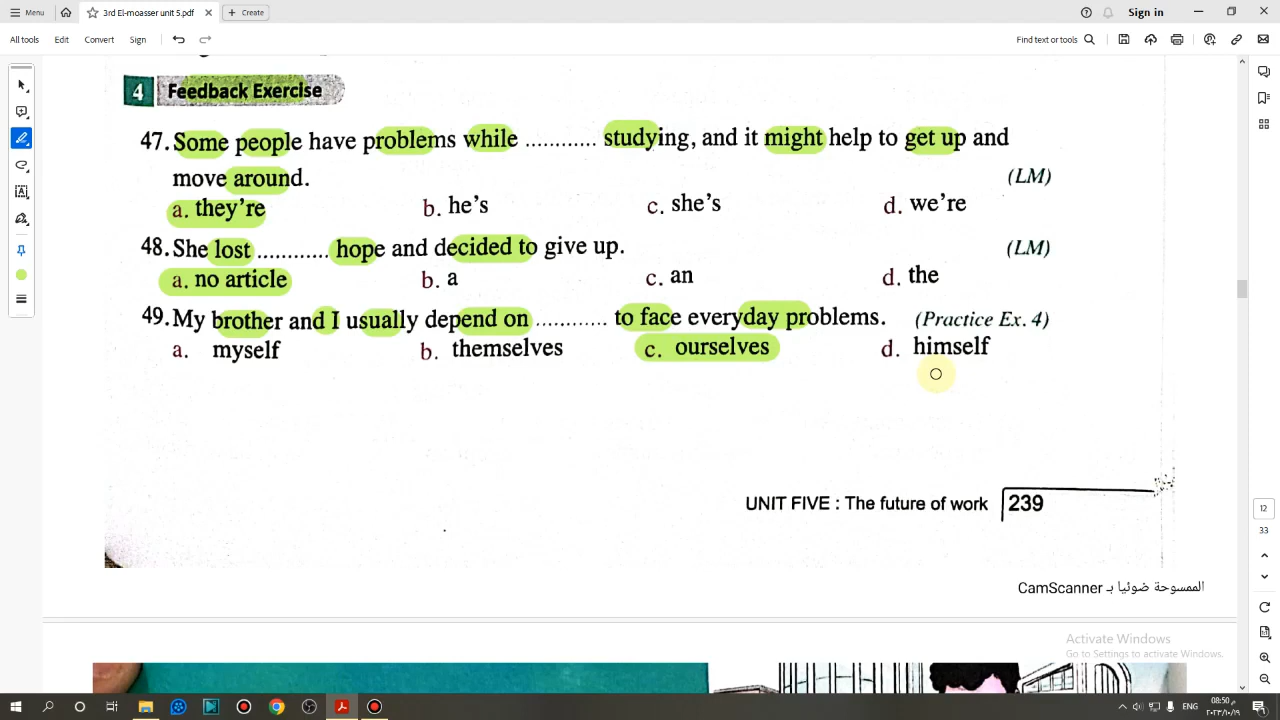 Menu
3rd El-moasser unit 5.pdf
Create
Sign in
All tools Edit Convert Sign
Find text or tools
4 Feedback Exercise
47. Some people have problems while ............ studying, and it might help to get up and
move around. (LM)
a. they're b. he's c. she's d. we're
48. She lost ............ hope and decided to give up. (LM)
a. no article b. a c. an d. the
49. My brother and I usually depend on ............ to face everyday problems. (Practice Ex. 4)
a. myself b. themselves c. ourselves d. himself
UNIT FIVE : The future of work 239
الممسوحة ضوئيا بـ CamScanner
12
33
Activate Windows
Go to Settings to activate Windows.
ENG
08:50